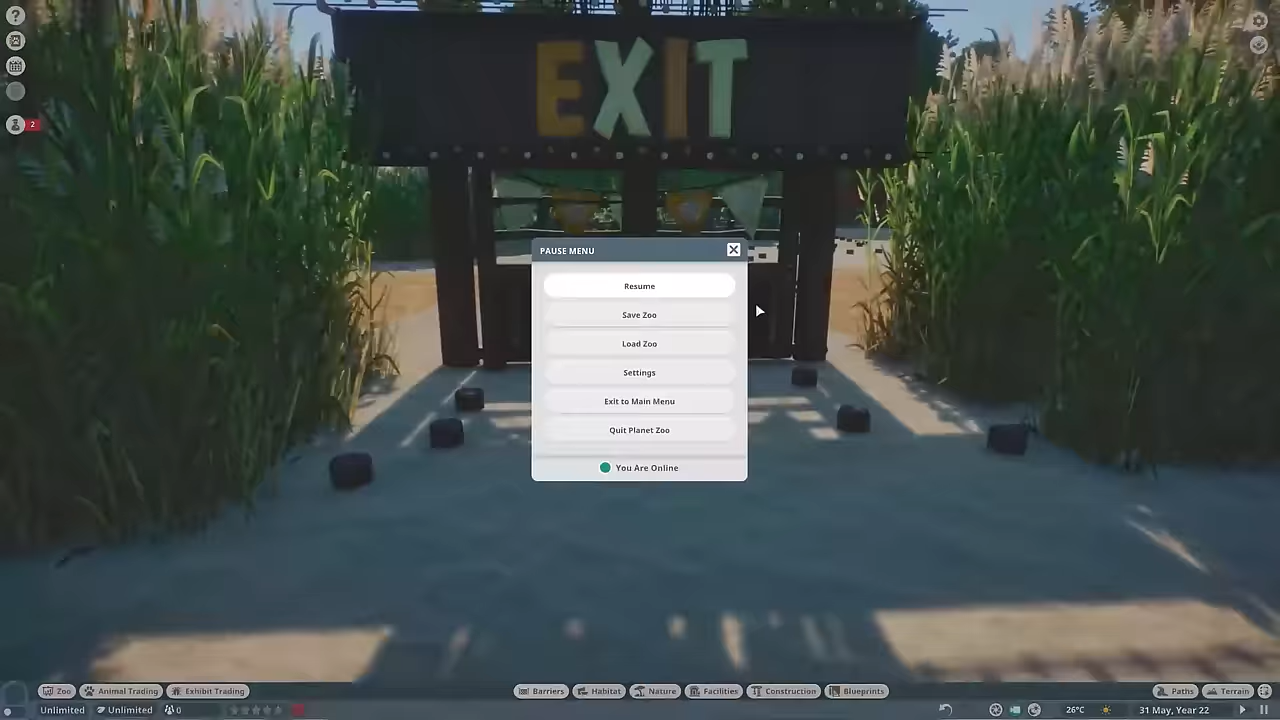 ?
EXIT
2
PAUSE MENU
Resume
Save Zoo
Load Zoo
Settings
Exit to Main Menu
Quit Planet Zoo
You Are Online
Zoo
Animal Trading
Exhibit Trading
Barriers
Habitat
Nature
Facilities
Construction
Blueprints
Paths
Terrain
Unlimited
Unlimited
0
26°C
31 May, Year 22